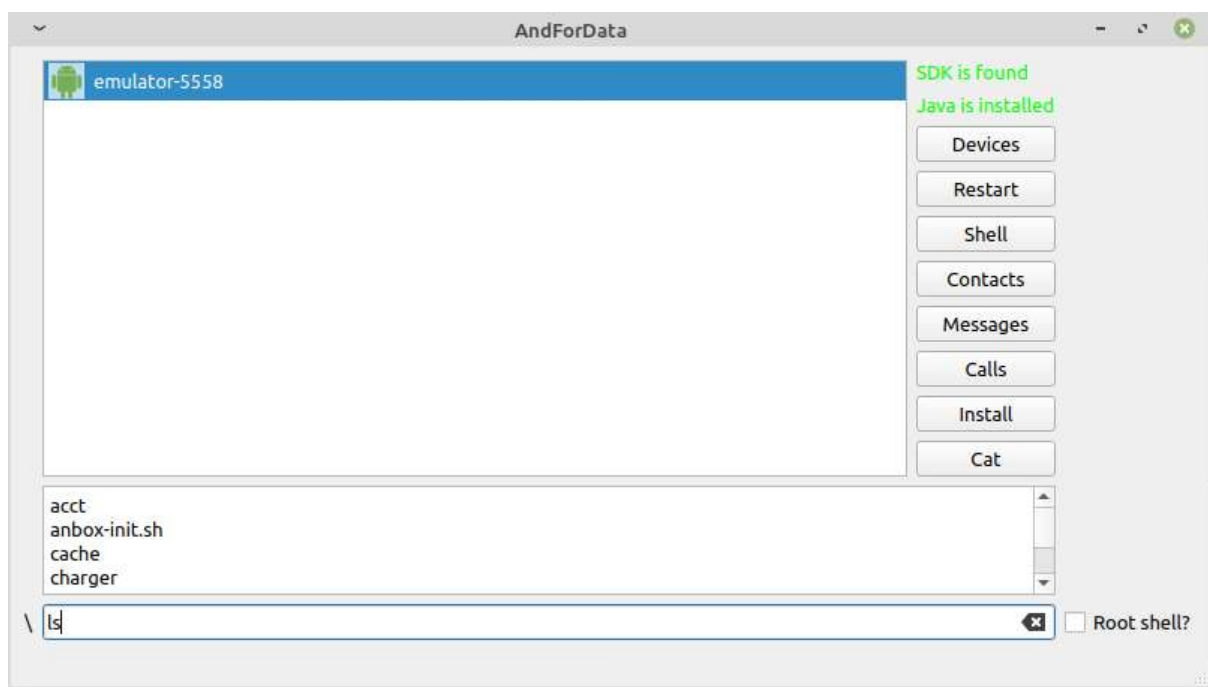 AndForData
emulator-5558
SDK is found
Java is installed
Devices
Restart
Shell
Contacts
Messages
Calls
Install
Cat
acct
anbox-init.sh
cache
charger
\ ls
Root shell?